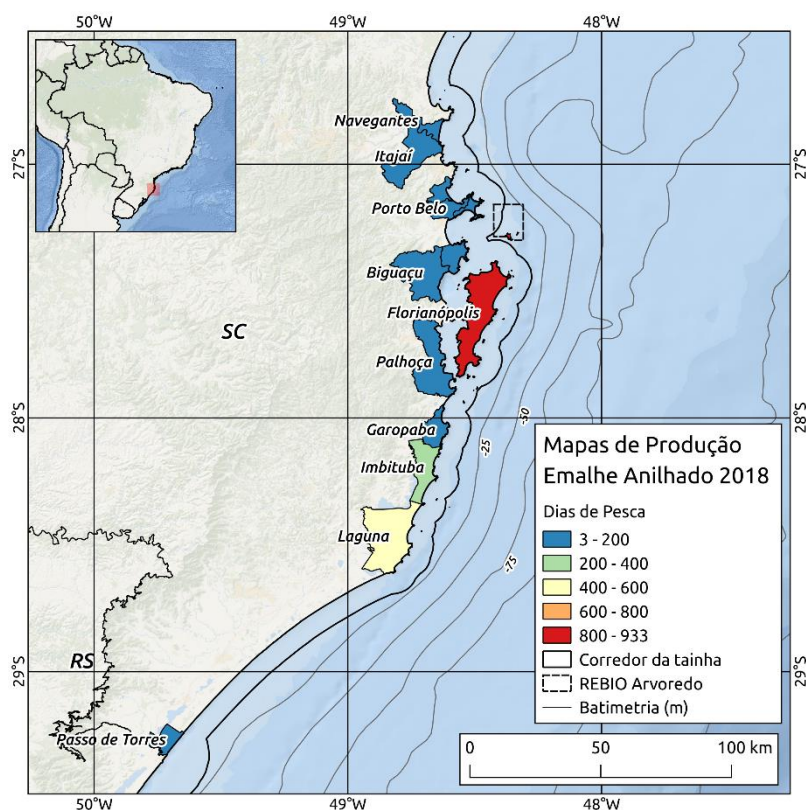 50°W
49°W
48°W
Navegantes
27°S
27°S
Itajaí
Porto Belo
Biguaçu
Florianópolis
SC
Palhoça
28°S
28°S
Garopaba
-25
-50
Imbituba
Laguna
-75
Mapas de Produção
Emalhe Anilhado 2018
Dias de Pesca
3 - 200
200 - 400
400 - 600
600 - 800
800 - 933
Corredor da tainha
REBIO Arvoredo
Batimetria (m)
RS
29°S
29°S
Passo de Torres
0 50 100 km
50°W
49°W
48°W